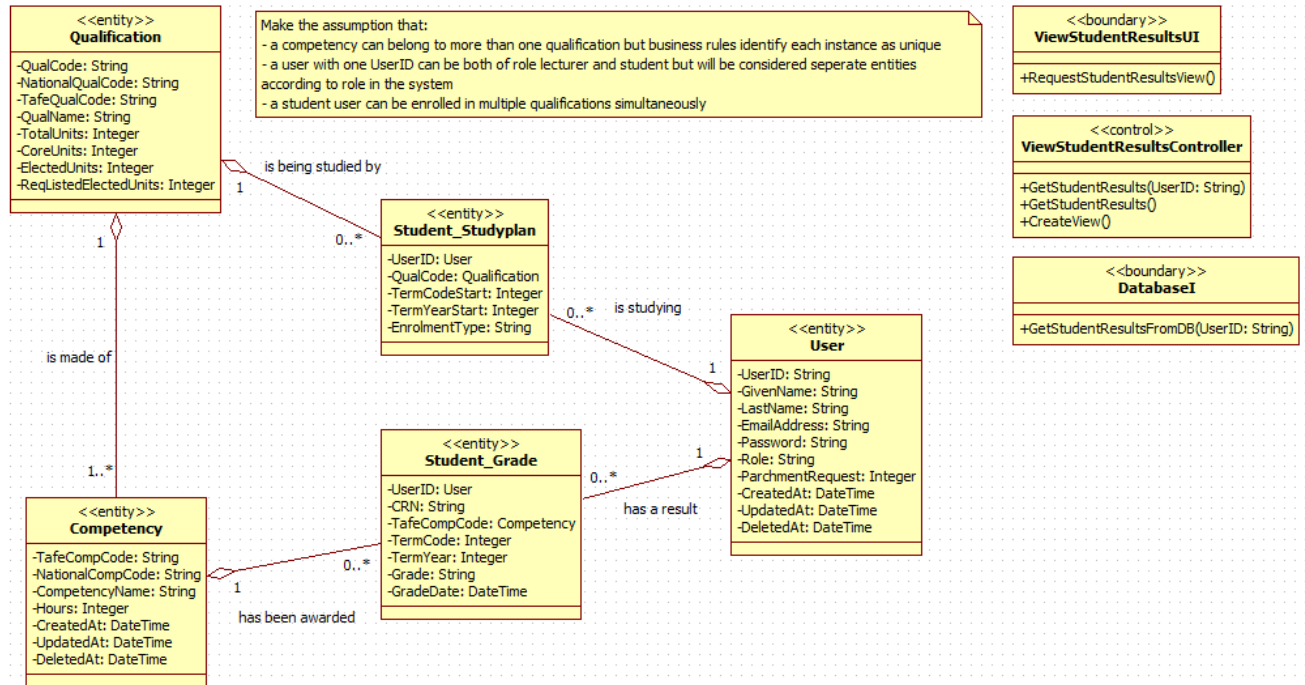 <<entity>>
Qualification
-QualCode: String
-NationalQualCode: String
-TafeQualCode: String
-QualName: String
-TotalUnits: Integer
-CoreUnits: Integer
-ElectedUnits: Integer
-ReqListedElectedUnits: Integer
Make the assumption that:
- a competency can belong to more than one qualification but business rules identify each instance as unique
- a user with one UserID can be both of role lecturer and student but will be considered seperate entities
according to role in the system
- a student user can be enrolled in multiple qualifications simultaneously
<<boundary>>
ViewStudentResultsUI
+RequestStudentResultsView()
<<control>>
ViewStudentResultsController
+GetStudentResults(UserID: String)
+GetStudentResults()
+CreateView()
<<boundary>>
DatabaseI
+GetStudentResultsFromDB(UserID: String)
is being studied by
1
0..*
<<entity>>
Student_Studyplan
-UserID: User
-QualCode: Qualification
-TermCodeStart: Integer
-TermYearStart: Integer
-EnrolmentType: String
0..*
is studying
1
<<entity>>
User
-UserID: String
-GivenName: String
-LastName: String
-EmailAddress: String
-Password: String
-Role: String
-ParchmentRequest: Integer
-CreatedAt: DateTime
-UpdatedAt: DateTime
-DeletedAt: DateTime
1
is made of
1..*
<<entity>>
Student_Grade
-UserID: User
-CRN: String
-TafeCompCode: Competency
-TermCode: Integer
-TermYear: Integer
-Grade: String
-GradeDate: DateTime
1
0..*
has a result
<<entity>>
Competency
-TafeCompCode: String
-NationalCompCode: String
-CompetencyName: String
-Hours: Integer
-CreatedAt: DateTime
-UpdatedAt: DateTime
-DeletedAt: DateTime
0..*
1
has been awarded